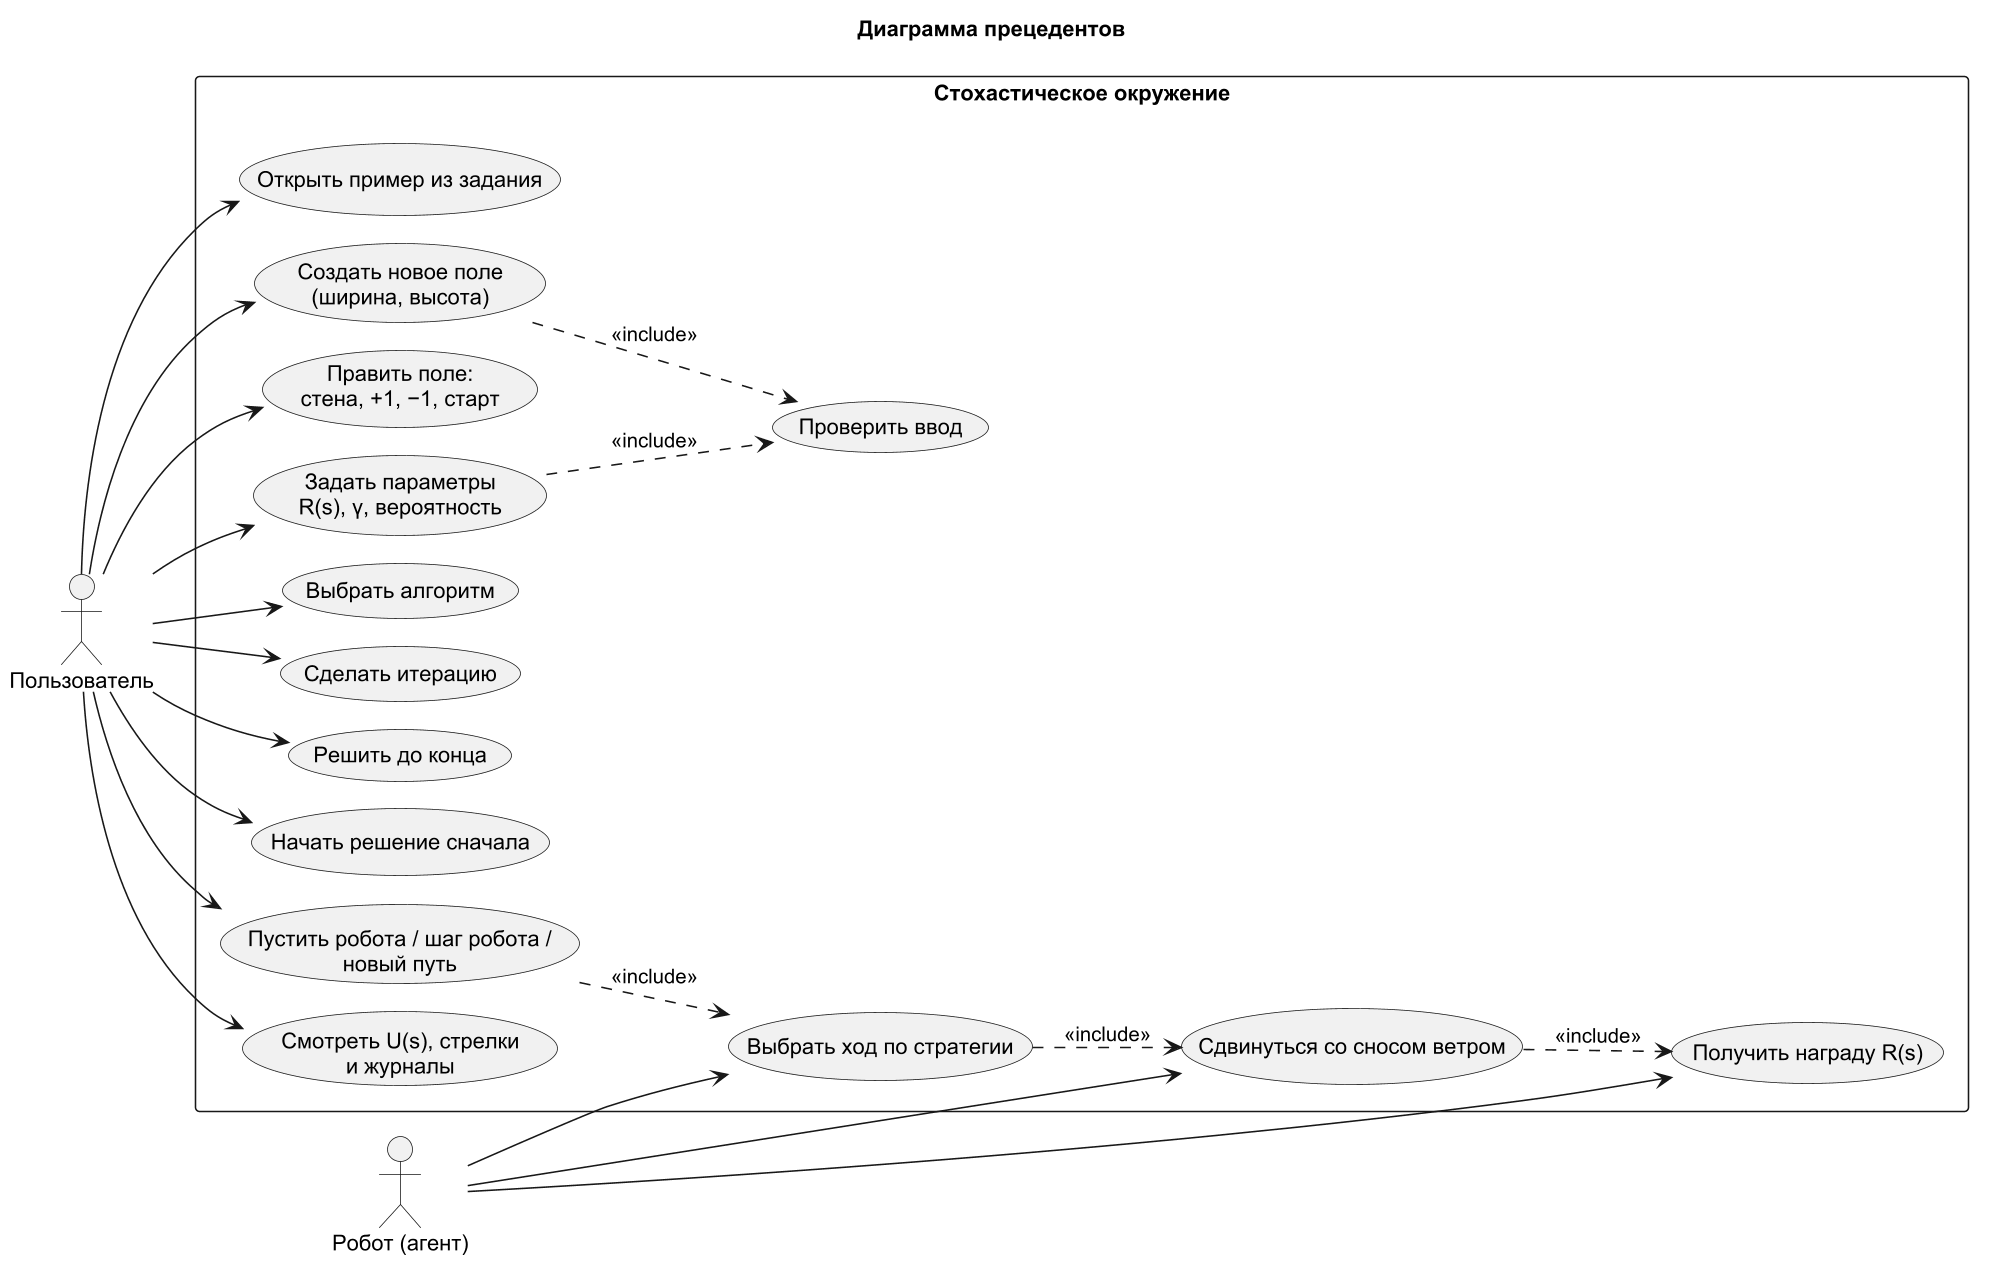 Диаграмма прецедентов
Стохастическое окружение
Открыть пример из задания
Создать новое поле
(ширина, высота)
«include»
Править поле:
стена, +1, −1, старт
Проверить ввод
«include»
Задать параметры
R(s), γ, вероятность
Выбрать алгоритм
Сделать итерацию
Пользователь
Решить до конца
Начать решение сначала
Пустить робота / шаг робота /
новый путь
«include»
Смотреть U(s), стрелки
и журналы
Выбрать ход по стратегии
«include»
Сдвинуться со сносом ветром
«include»
Получить награду R(s)
Робот (агент)